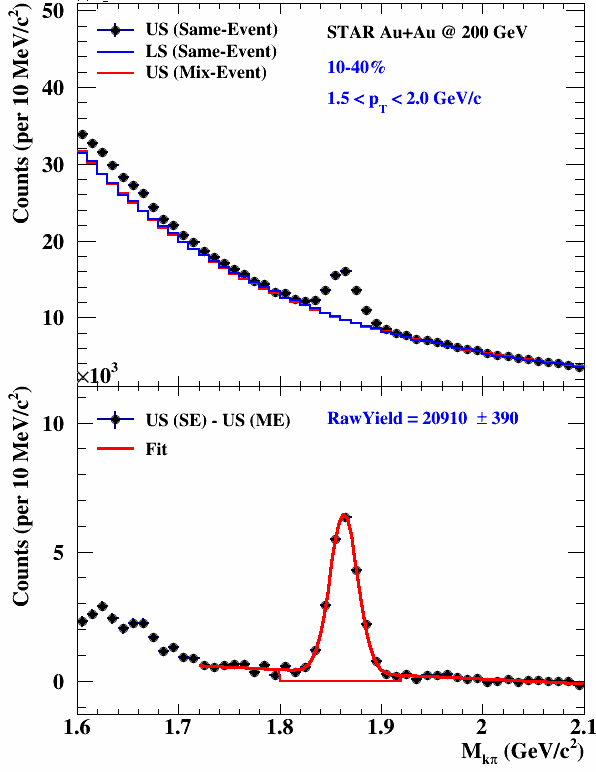 50
40
30
20
10
Counts (per 10 MeV/c²)
US (Same-Event)
LS (Same-Event)
US (Mix-Event)
STAR Au+Au @ 200 GeV
10-40%
1.5 < p_T < 2.0 GeV/c
×10³
10
5
0
Counts (per 10 MeV/c²)
US (SE) - US (ME)
Fit
RawYield = 20910 ± 390
1.6 1.7 1.8 1.9 2 2.1
M_kπ (GeV/c²)